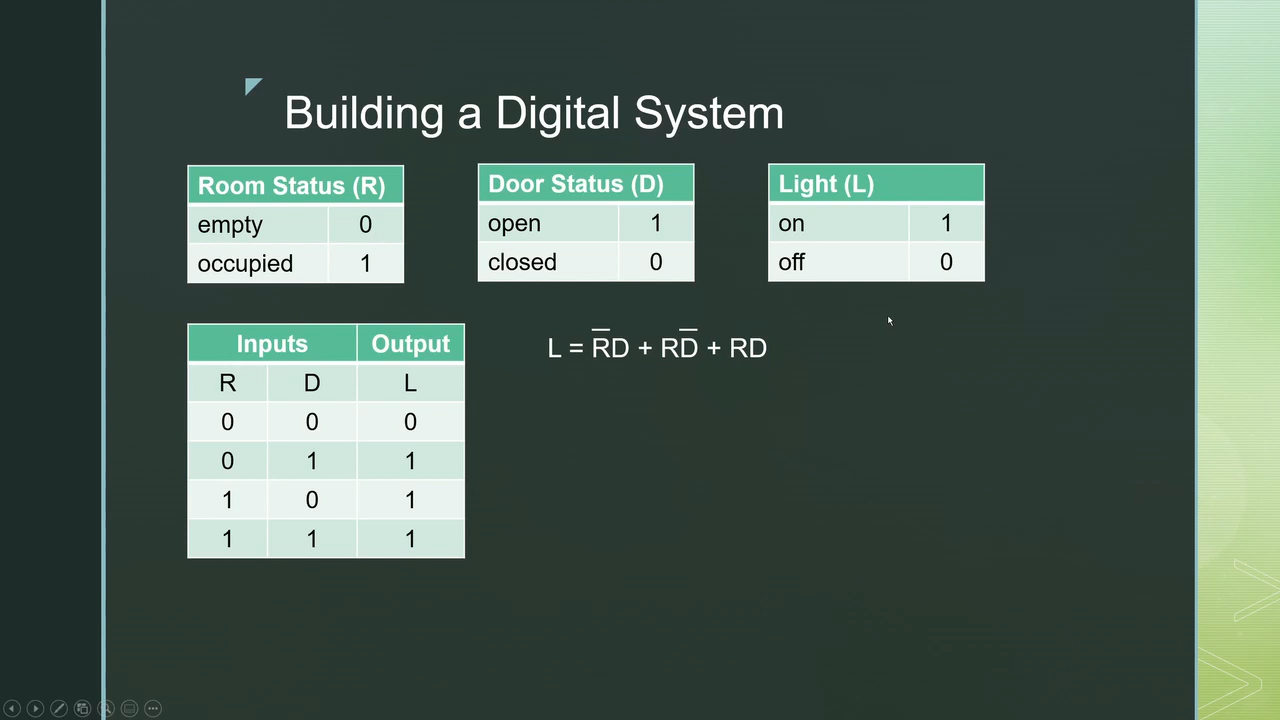 Building a Digital System
Room Status (R)
empty 0
occupied 1
Door Status (D)
open 1
closed 0
Light (L)
on 1
off 0
Inputs Output
R D L
0 0 0
0 1 1
1 0 1
1 1 1
L = R̅D + RD̅ + RD